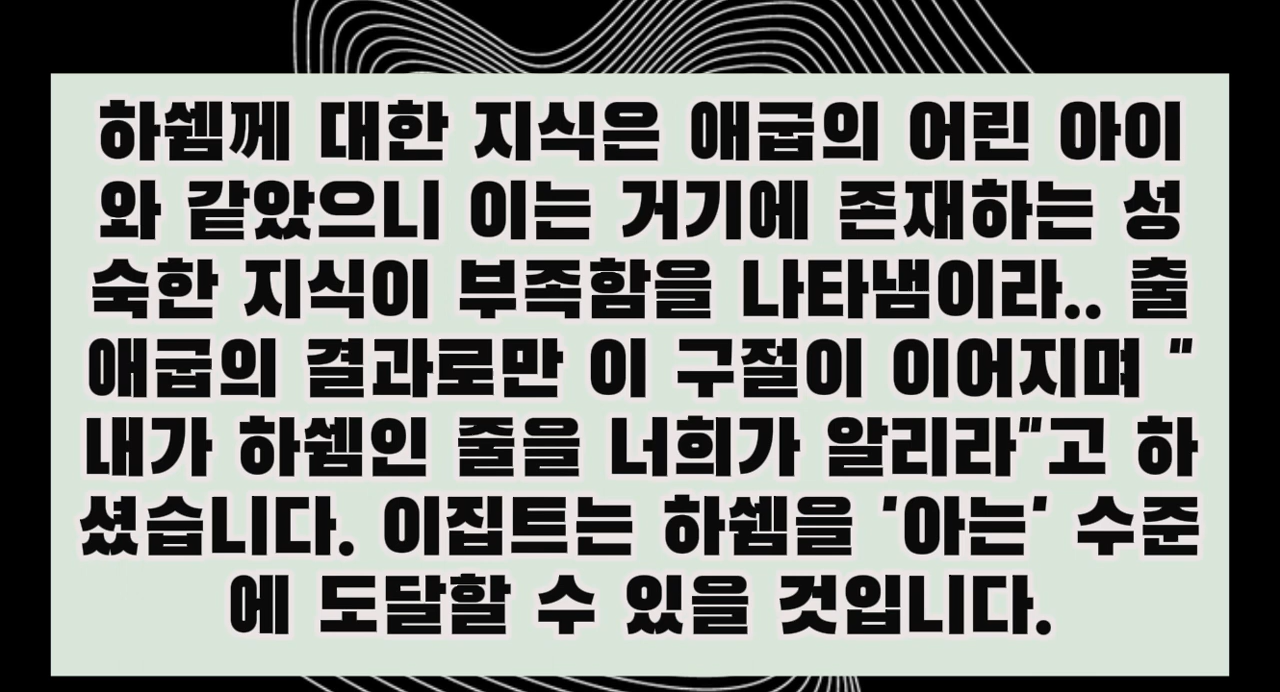 하쉠께 대한 지식은 애굽의 어린 아이
와 같았으니 이는 거기에 존재하는 성
숙한 지식이 부족함을 나타냄이라.. 출
애굽의 결과로만 이 구절이 이어지며 "
내가 하쉠인 줄을 너희가 알리라"고 하
셨습니다. 이집트는 하쉠을 '아는' 수준
에 도달할 수 있을 것입니다.